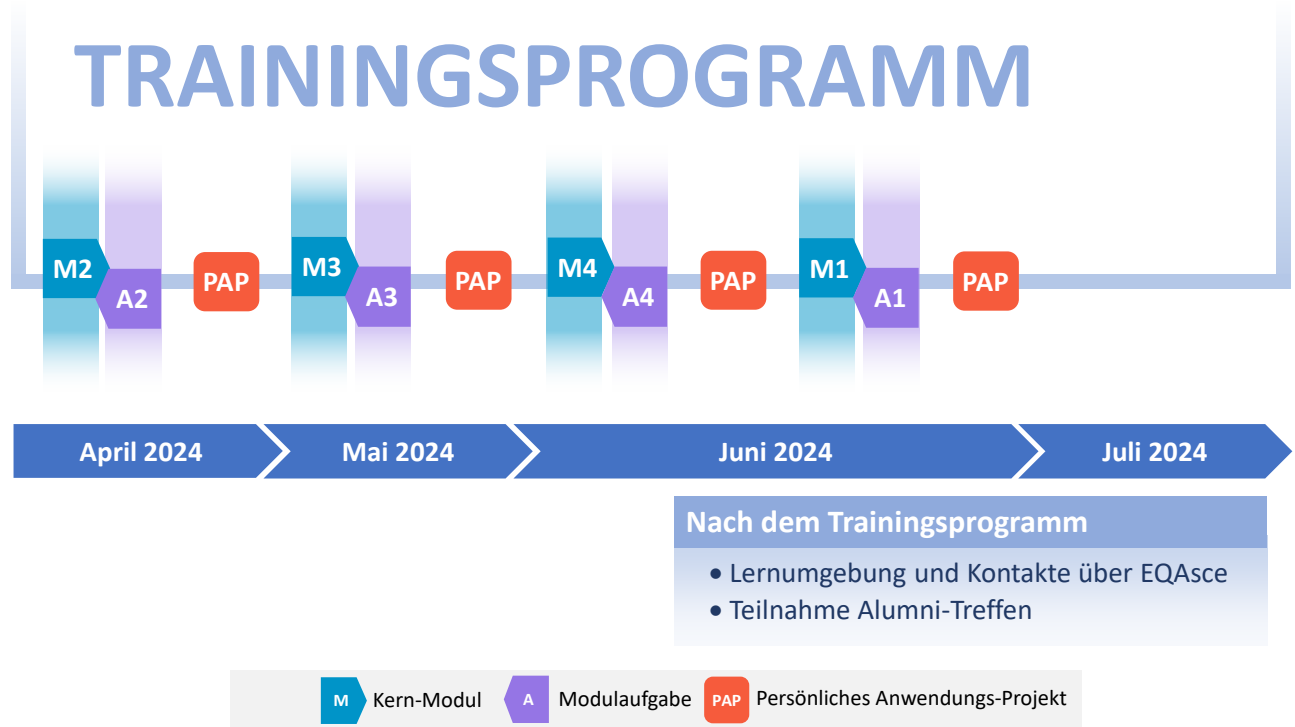 TRAININGSPROGRAMM
M2 A2 PAP M3 A3 PAP M4 A4 PAP M1 A1 PAP
April 2024 Mai 2024 Juni 2024 Juli 2024
Nach dem Trainingsprogramm
• Lernumgebung und Kontakte über EQAsce
• Teilnahme Alumni-Treffen
M Kern-Modul A Modulaufgabe PAP Persönliches Anwendungs-Projekt